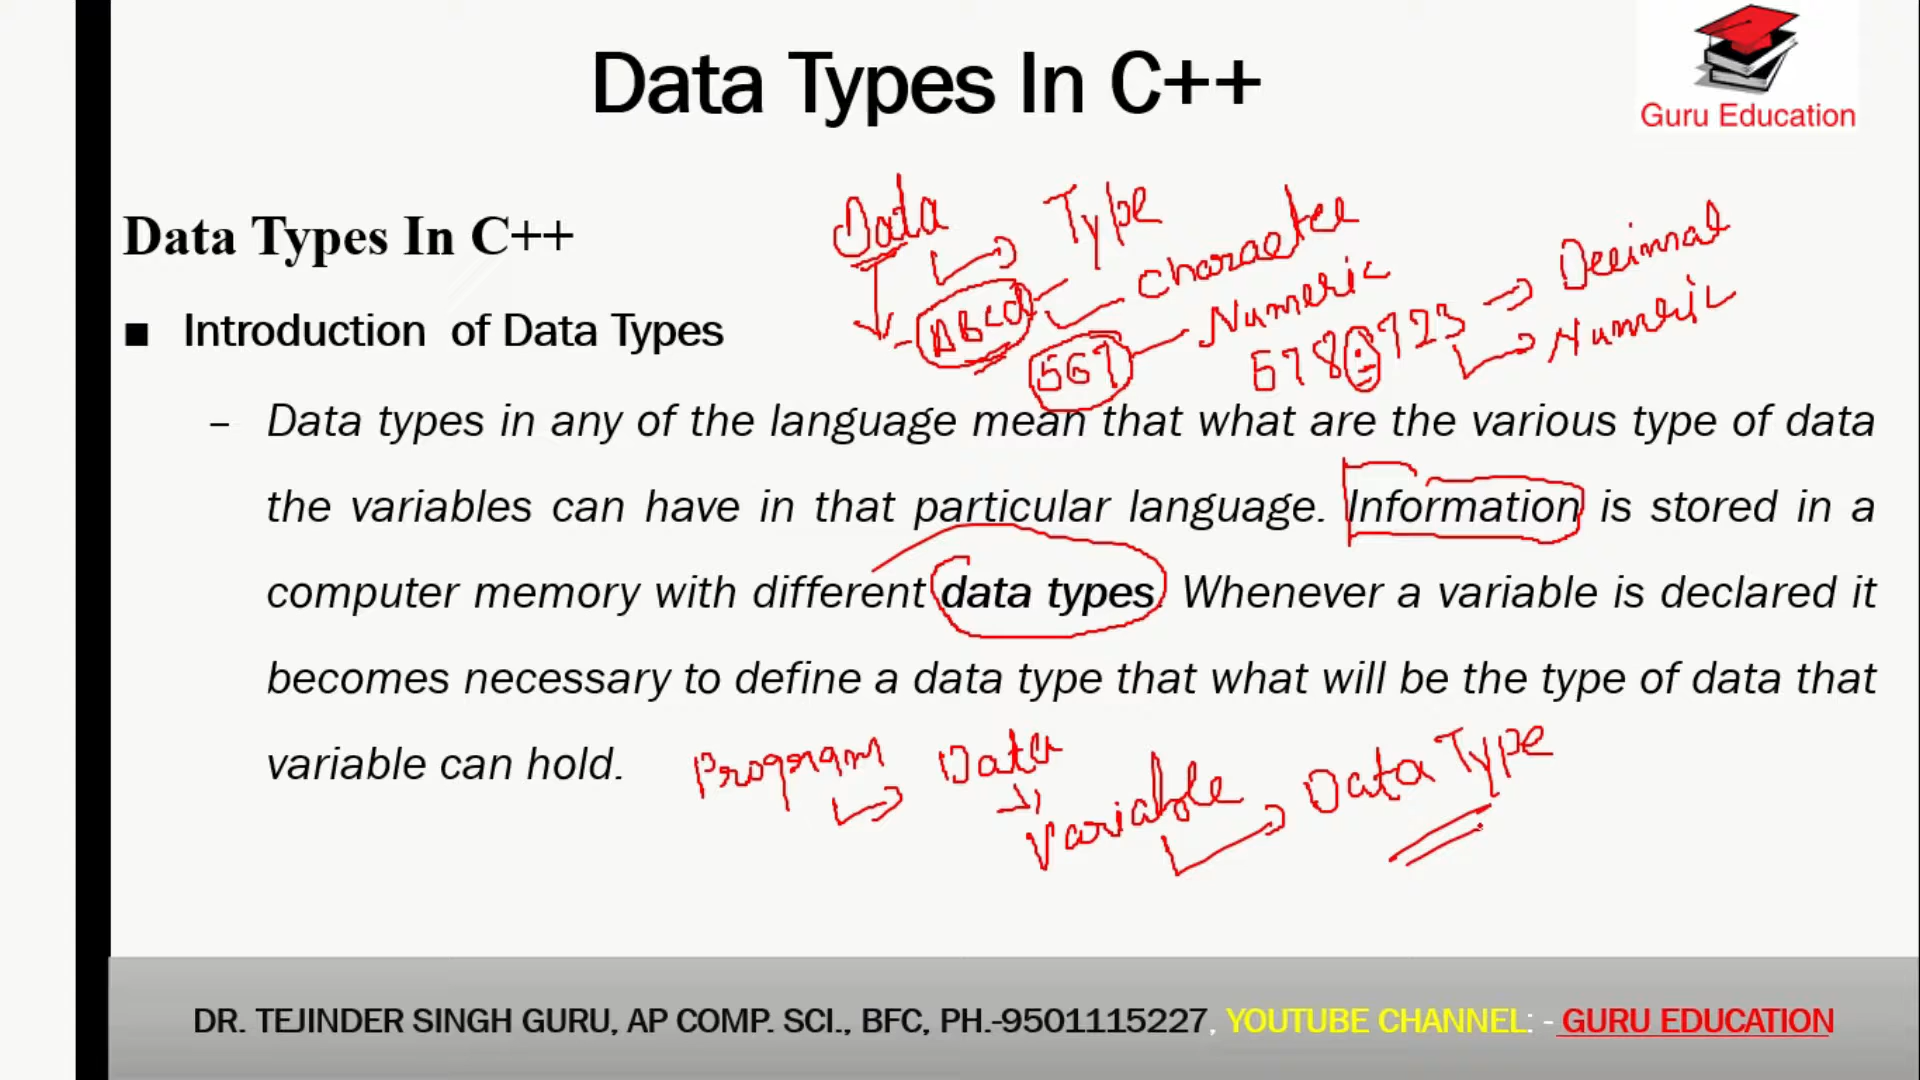 Data Types In C++
Guru Education
Data Types In C++
Data Type
Character
Decimal
ABCd
Numeric
Numeric
567
578.723
■ Introduction of Data Types
– Data types in any of the language mean that what are the various type of data
the variables can have in that particular language. Information is stored in a
computer memory with different data types. Whenever a variable is declared it
becomes necessary to define a data type that what will be the type of data that
variable can hold.
Program Data
Variable Data Type
DR. TEJINDER SINGH GURU, AP COMP. SCI., BFC, PH.-9501115227, YOUTUBE CHANNEL: - GURU EDUCATION